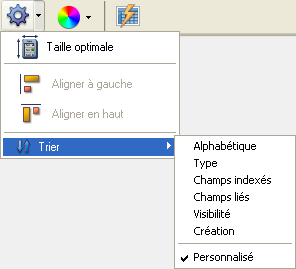 Taille optimale
Aligner à gauche
Aligner en haut
Trier
Alphabétique
Type
Champs indexés
Champs liés
Visibilité
Création
Personnalisé